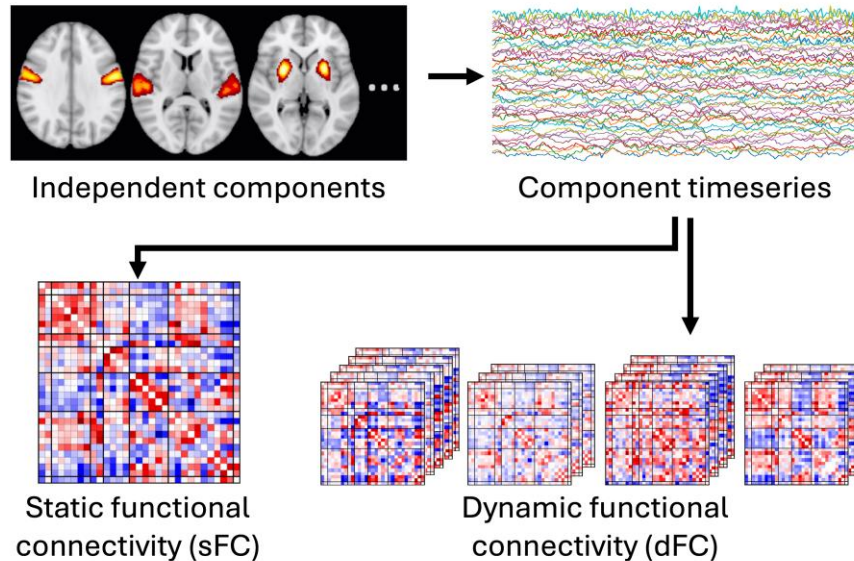 Independent components
Component timeseries
Static functional
connectivity (sFC)
Dynamic functional
connectivity (dFC)